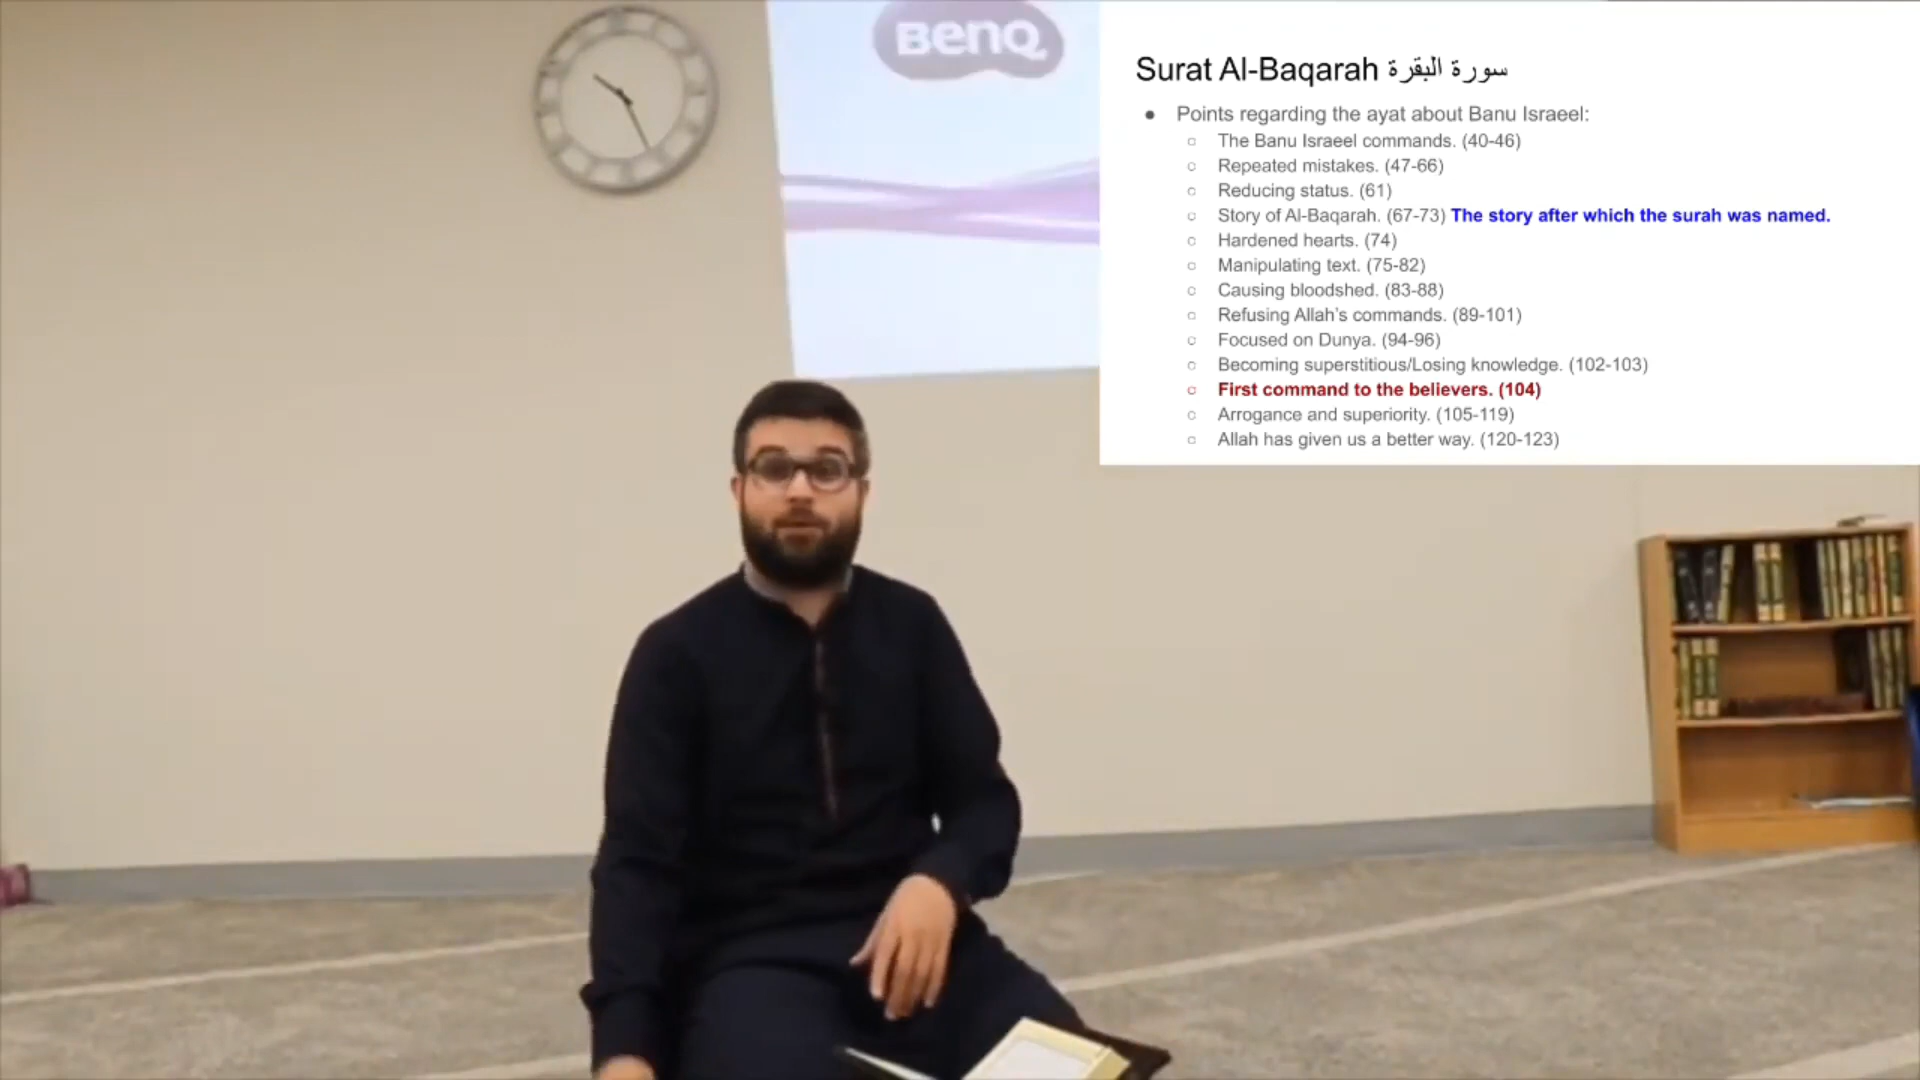 BenQ
Surat Al-Baqarah سورة البقرة
● Points regarding the ayat about Banu Israeel:
○ The Banu Israeel commands. (40-46)
○ Repeated mistakes. (47-66)
○ Reducing status. (61)
○ Story of Al-Baqarah. (67-73) The story after which the surah was named.
○ Hardened hearts. (74)
○ Manipulating text. (75-82)
○ Causing bloodshed. (83-88)
○ Refusing Allah's commands. (89-101)
○ Focused on Dunya. (94-96)
○ Becoming superstitious/Losing knowledge. (102-103)
○ First command to the believers. (104)
○ Arrogance and superiority. (105-119)
○ Allah has given us a better way. (120-123)